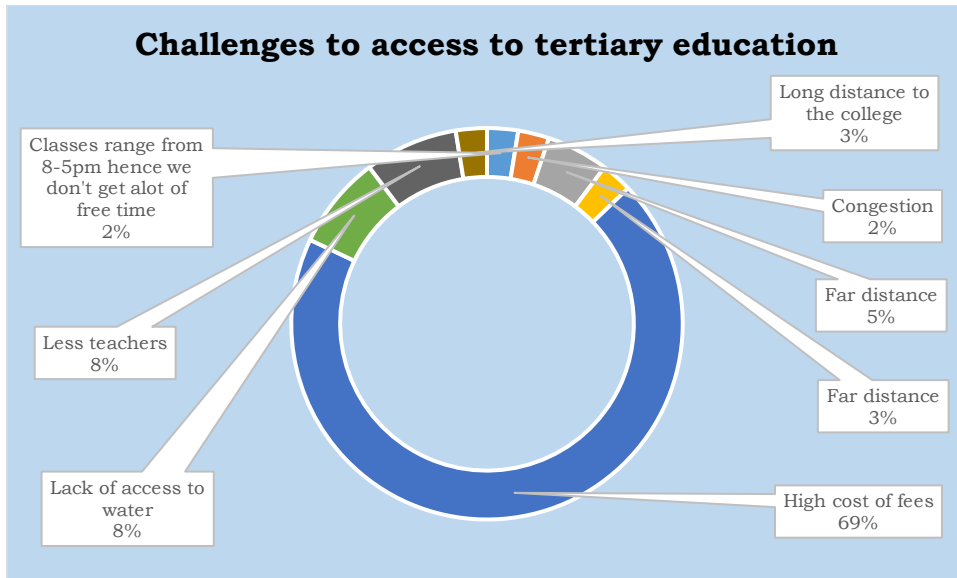 Challenges to access to tertiary education
Long distance to
the college
3%
Congestion
2%
Far distance
5%
Far distance
3%
High cost of fees
69%
Lack of access to
water
8%
Less teachers
8%
Classes range from
8-5pm hence we
don't get alot of
free time
2%